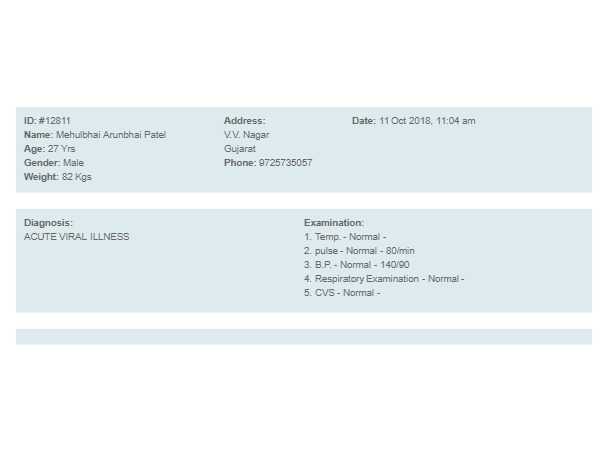 ID: #12811
Name: Mehulbhai Arunbhai Patel
Age: 27 Yrs
Gender: Male
Weight: 82 Kgs
Address:
V.V. Nagar
Gujarat
Phone: 9725735057
Date: 11 Oct 2018, 11:04 am
Diagnosis:
ACUTE VIRAL ILLNESS
Examination:
1. Temp. - Normal -
2. pulse - Normal - 80/min
3. B.P. - Normal - 140/90
4. Respiratory Examination - Normal -
5. CVS - Normal -